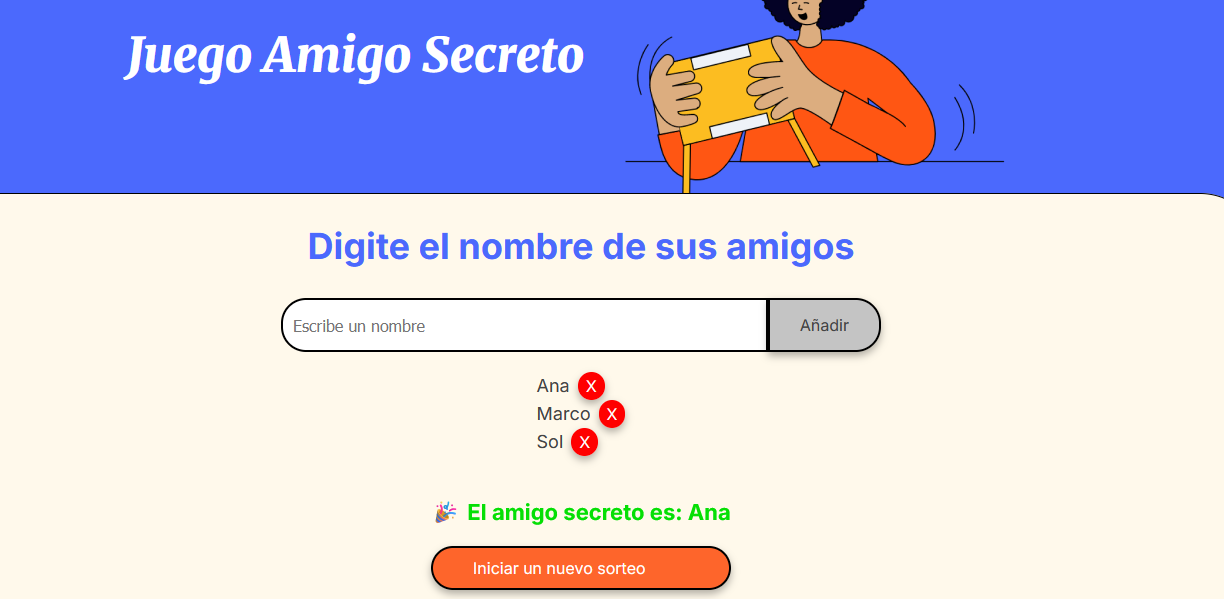 Juego Amigo Secreto
Digite el nombre de sus amigos
Escribe un nombre
Añadir
Ana X
Marco X
Sol X
🎉 El amigo secreto es: Ana
Iniciar un nuevo sorteo